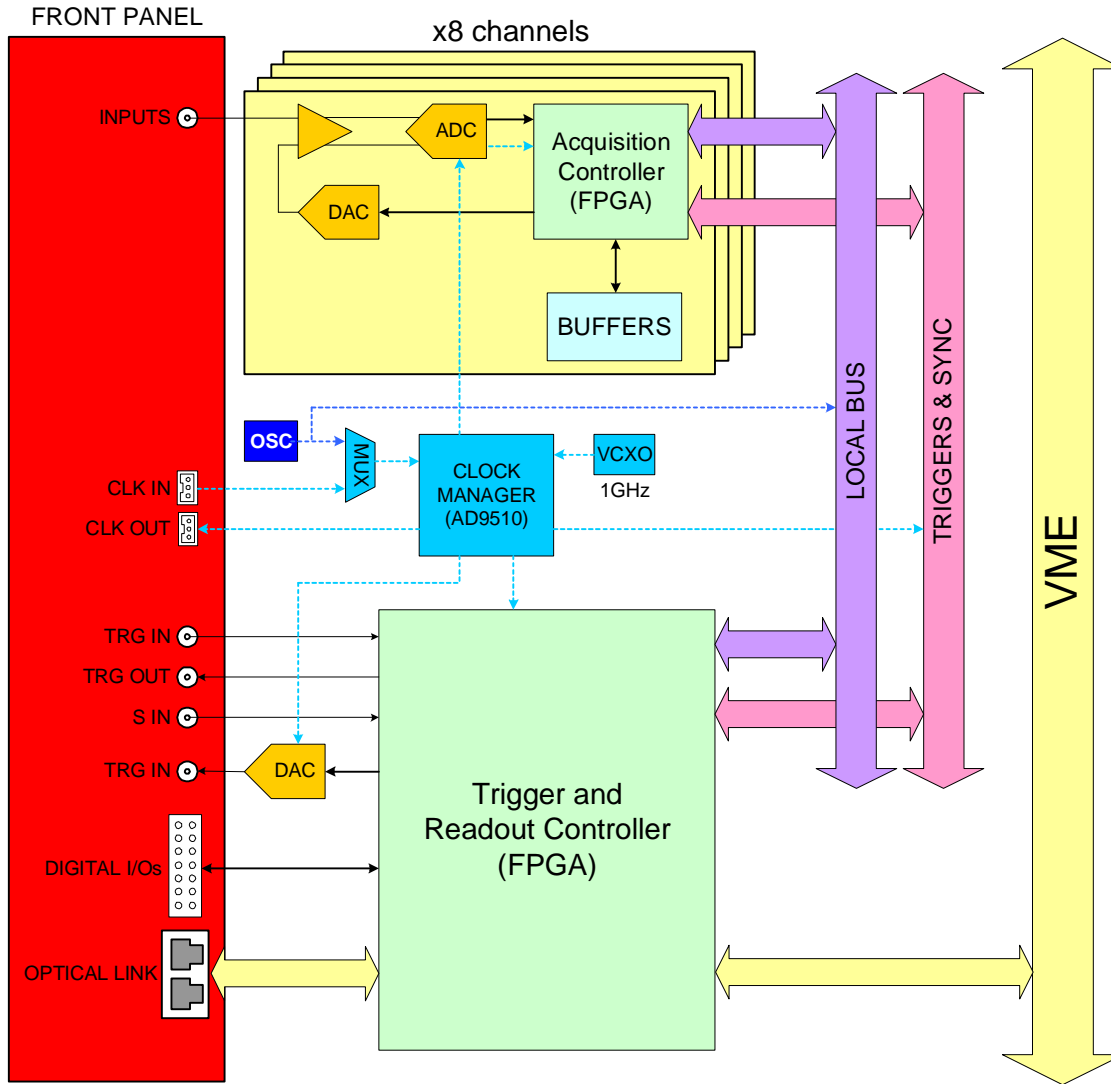 FRONT PANEL
x8 channels
INPUTS
ADC
DAC
Acquisition
Controller
(FPGA)
BUFFERS
OSC
MUX
CLOCK
MANAGER
(AD9510)
VCXO
1GHz
CLK IN
CLK OUT
LOCAL BUS
TRIGGERS & SYNC
VME
TRG IN
TRG OUT
S IN
TRG IN
DAC
Trigger and
Readout Controller
(FPGA)
DIGITAL I/Os
OPTICAL LINK